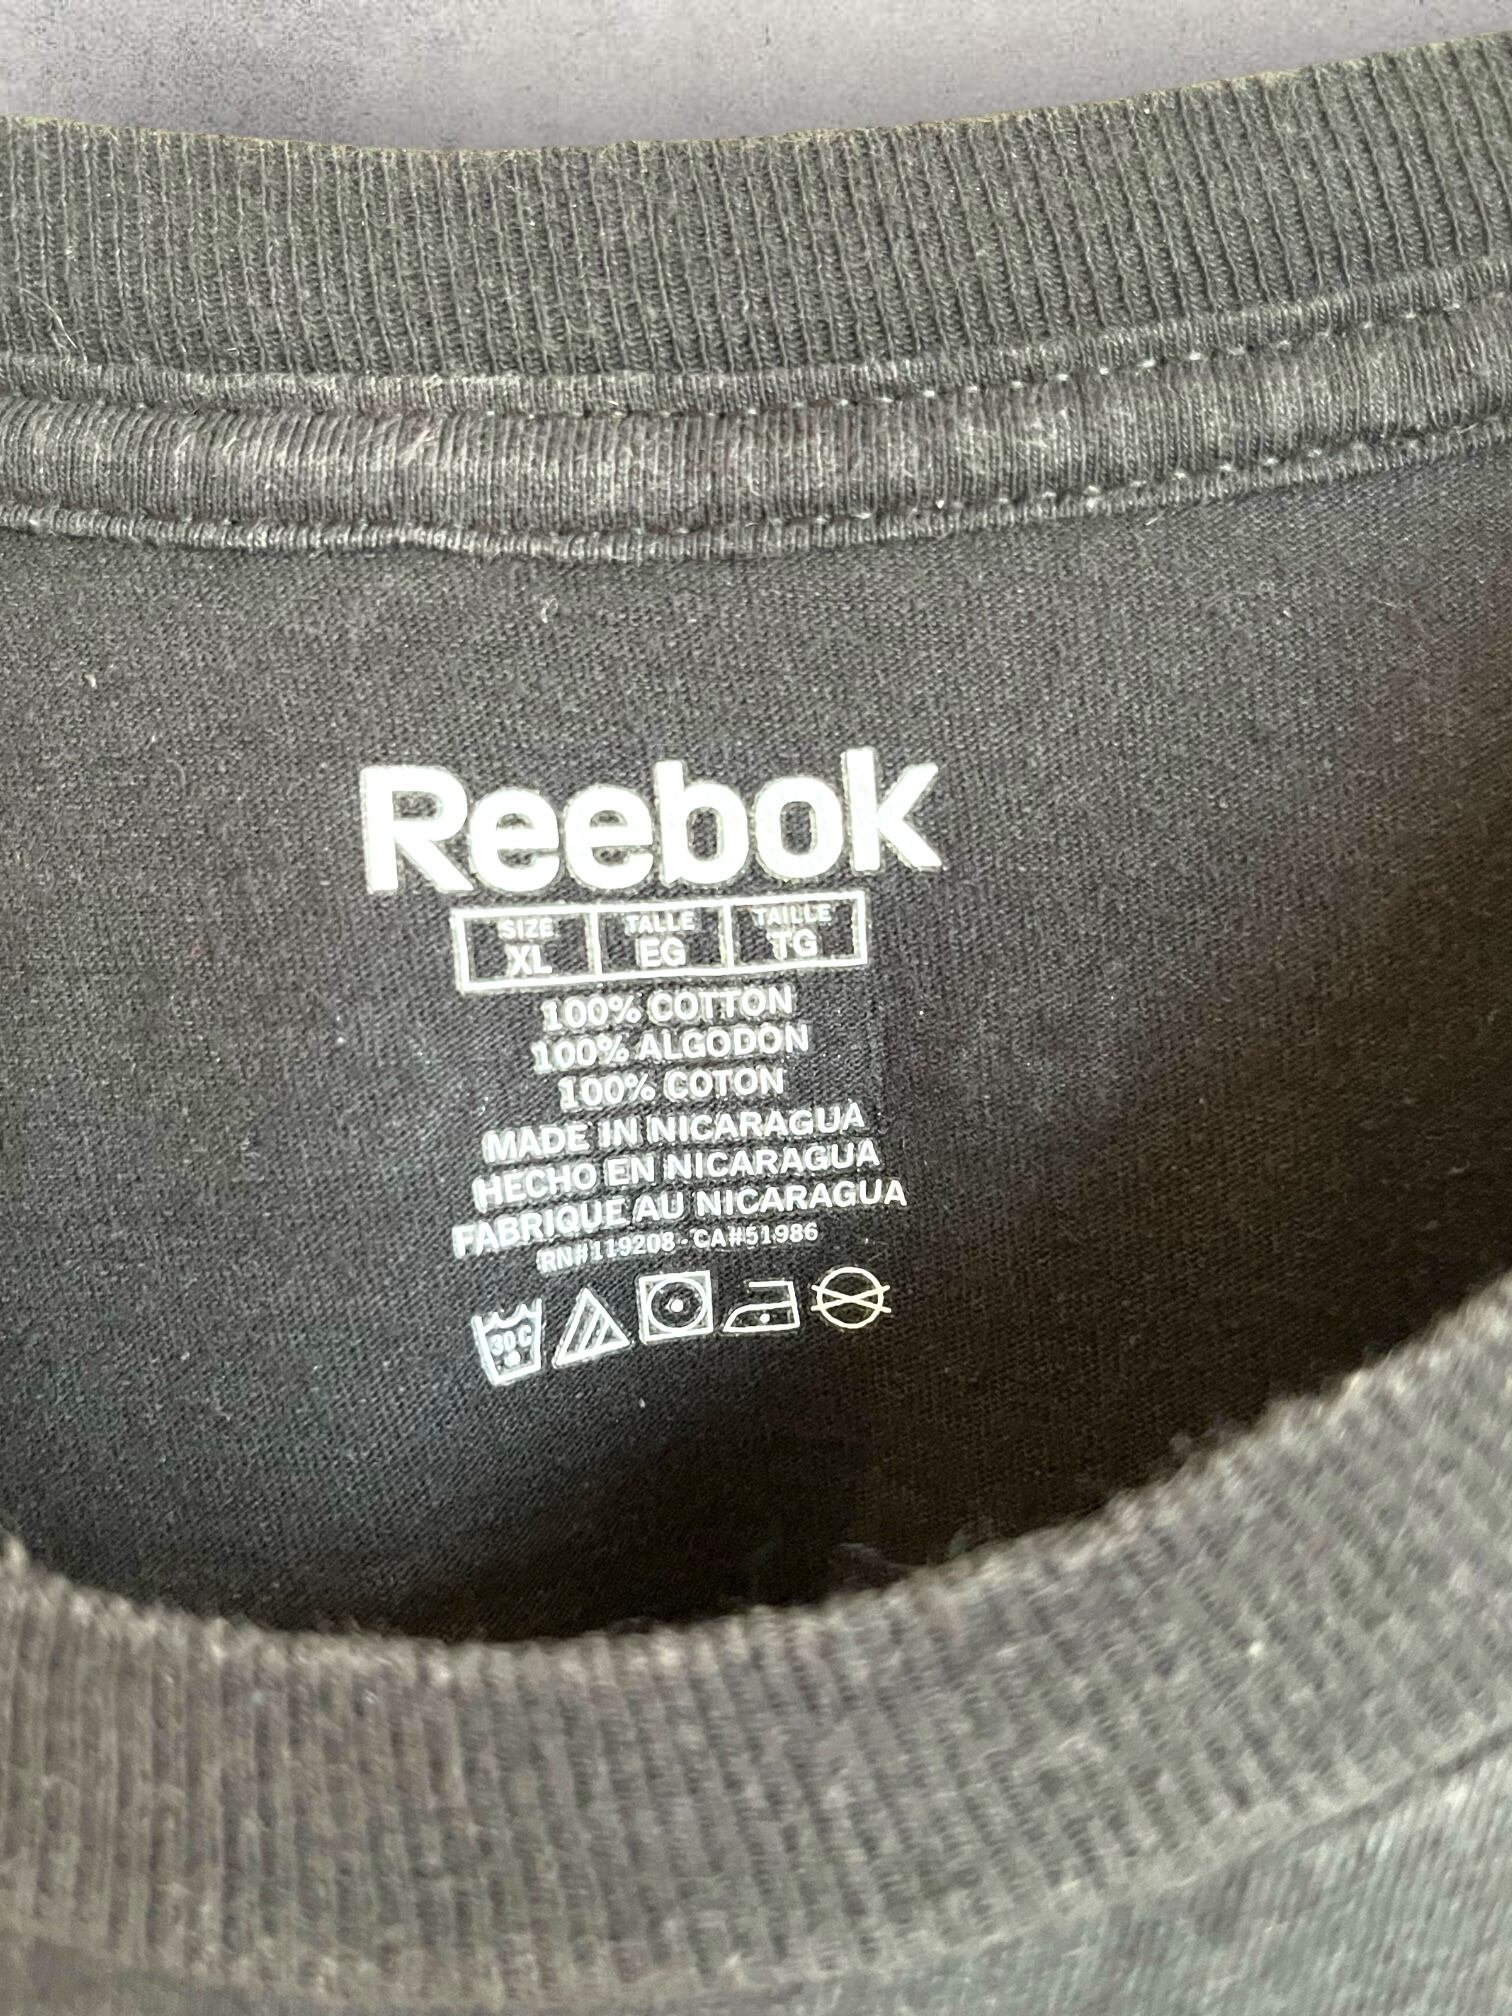 Reebok
SIZE TALLE TAILLE
XL EG TG
100% COTTON
100% ALGODON
100% COTON
MADE IN NICARAGUA
HECHO EN NICARAGUA
FABRIQUE AU NICARAGUA
RN#119208 - CA#51986
30C